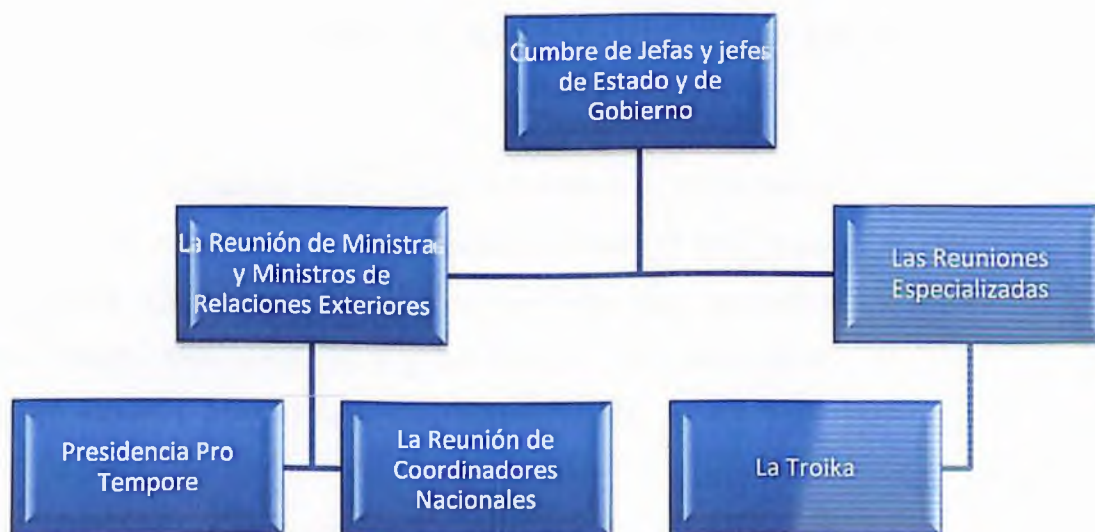 Cumbre de Jefas y jefes
de Estado y de
Gobierno
La Reunión de Ministras
y Ministros de
Relaciones Exteriores
Las Reuniones
Especializadas
Presidencia Pro
Tempore
La Reunión de
Coordinadores
Nacionales
La Troika